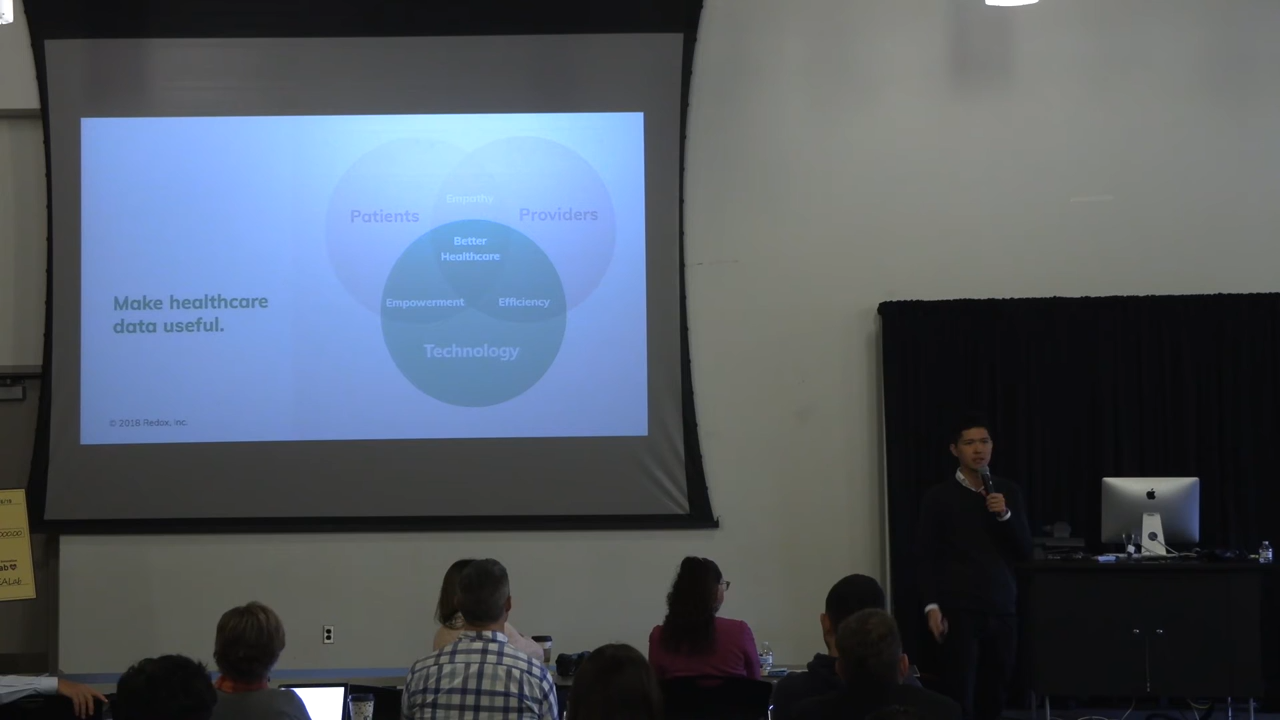 Patients
Empathy
Providers
Better
Healthcare
Empowerment
Efficiency
Technology
Make healthcare
data useful.
© 2018 Redox, Inc.